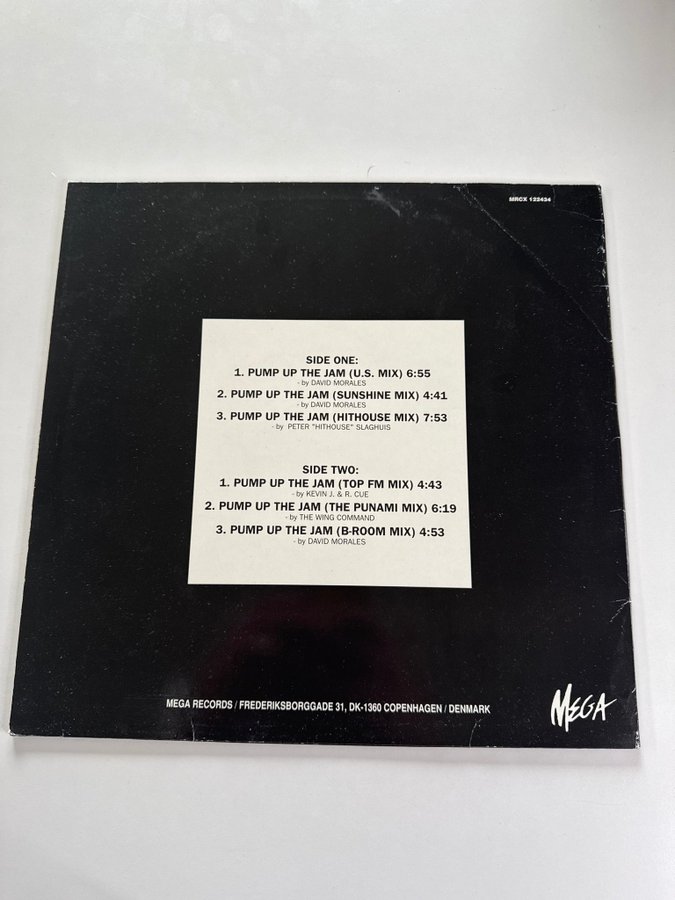 MRCX 122434
SIDE ONE:
1. PUMP UP THE JAM (U.S. MIX) 6:55
- by DAVID MORALES
2. PUMP UP THE JAM (SUNSHINE MIX) 4:41
- by DAVID MORALES
3. PUMP UP THE JAM (HITHOUSE MIX) 7:53
- by PETER "HITHOUSE" SLAGHUIS
SIDE TWO:
1. PUMP UP THE JAM (TOP FM MIX) 4:43
- by KEVIN J. & R. CUE
2. PUMP UP THE JAM (THE PUNAMI MIX) 6:19
- by THE WING COMMAND
3. PUMP UP THE JAM (B-ROOM MIX) 4:53
- by DAVID MORALES
MEGA RECORDS / FREDERIKSBORGGADE 31, DK-1360 COPENHAGEN / DENMARK
MEGA